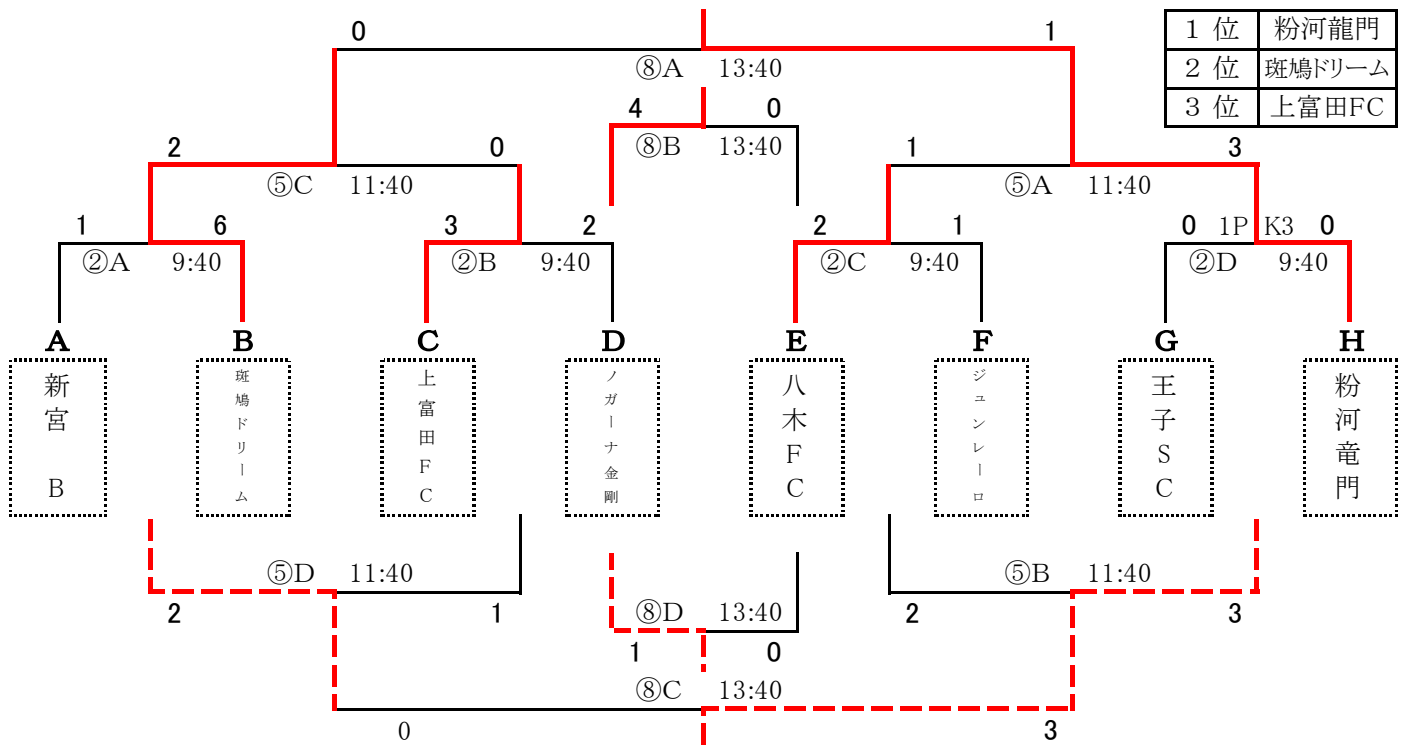 0 1
1 位 粉河龍門
⑧A 13:40
2 位 斑鳩ドリーム
4 0
3 位 上富田FC
⑧B 13:40
2 0 1 3
⑤C 11:40 ⑤A 11:40
1 6 3 2 2 1 0 1P K3 0
②A 9:40 ②B 9:40 ②C 9:40 ②D 9:40
A B C D E F G H
新宮 B
斑鳩ドリーム
上富田FC
ノガーナ金剛
八木FC
ジュンレーロ
王子SC
粉河竜門
⑤D 11:40 ⑤B 11:40
2 1 ⑧D 13:40 2 3
1 0
⑧C 13:40
0 3